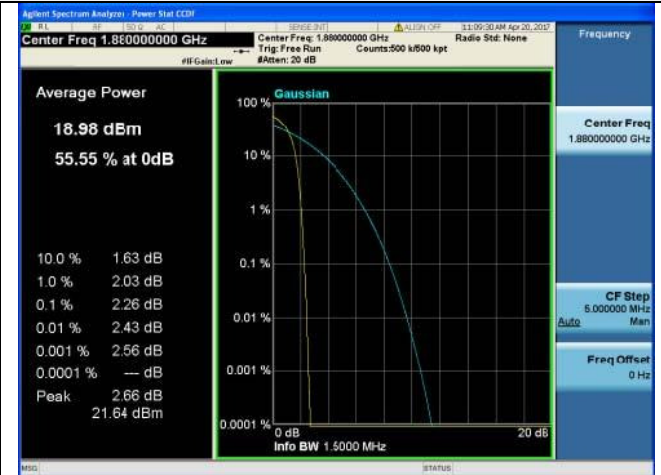 Agilent Spectrum Analyzer - Power Stat CCDF
RL RF 50 Ω AC SENSE:INT ALIGN OFF 11:09:30 AM Apr 20, 2017
Center Freq 1.880000000 GHz
Center Freq: 1.880000000 GHz Radio Std: None
Trig: Free Run Counts:500 k/500 kpt
#IFGain:Low #Atten: 20 dB
Frequency
Average Power
18.98 dBm
55.55 % at 0dB
10.0 % 1.63 dB
1.0 % 2.03 dB
0.1 % 2.26 dB
0.01 % 2.43 dB
0.001 % 2.56 dB
0.0001 % --- dB
Peak 2.66 dB
21.64 dBm
Gaussian
100 %
10 %
1 %
0.1 %
0.01 %
0.001 %
0.0001 %
0 dB 20 dB
Info BW 1.5000 MHz
Center Freq
1.880000000 GHz
CF Step
5.000000 MHz
Auto Man
Freq Offset
0 Hz
MSG STATUS